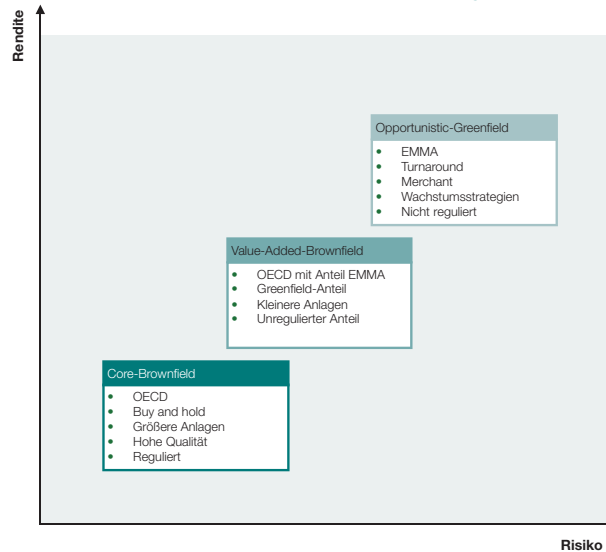 Rendite
Opportunistic-Greenfield
• EMMA
• Turnaround
• Merchant
• Wachstumsstrategien
• Nicht reguliert
Value-Added-Brownfield
• OECD mit Anteil EMMA
• Greenfield-Anteil
• Kleinere Anlagen
• Unregulierter Anteil
Core-Brownfield
• OECD
• Buy and hold
• Größere Anlagen
• Hohe Qualität
• Reguliert
Risiko